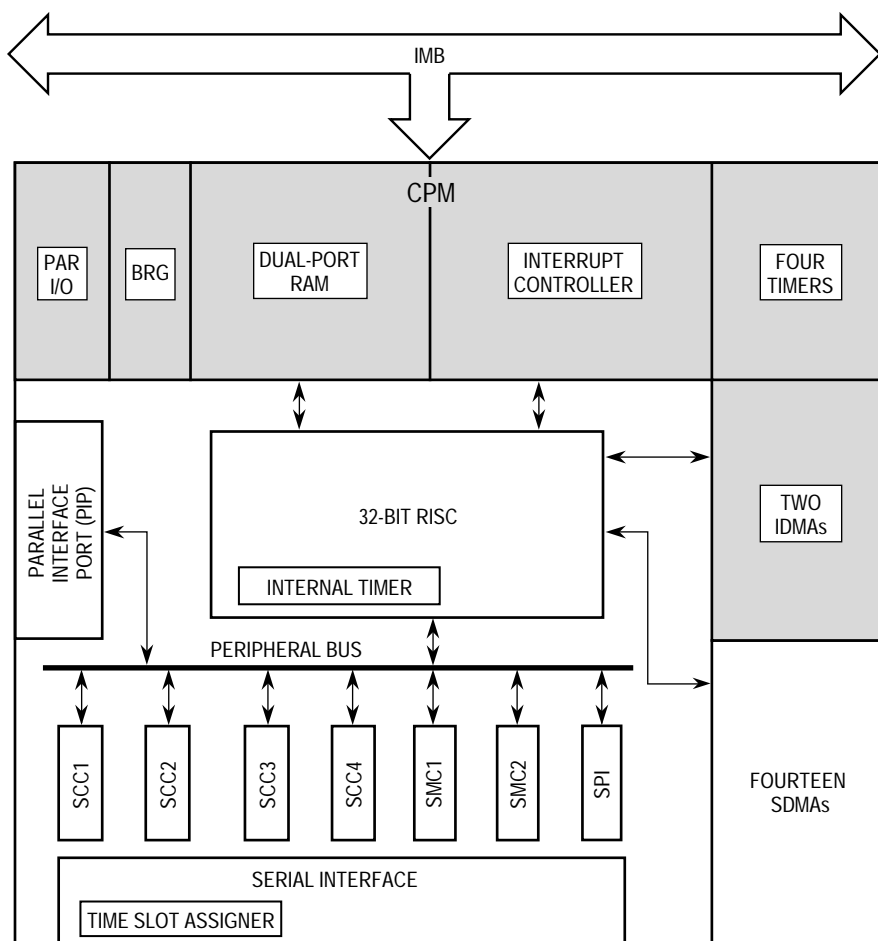 IMB
CPM
PAR
I/O
BRG
DUAL-PORT
RAM
INTERRUPT
CONTROLLER
FOUR
TIMERS
PARALLEL
INTERFACE
PORT (PIP)
32-BIT RISC
INTERNAL TIMER
TWO
IDMAs
PERIPHERAL BUS
SCC1
SCC2
SCC3
SCC4
SMC1
SMC2
SPI
FOURTEEN
SDMAs
SERIAL INTERFACE
TIME SLOT ASSIGNER